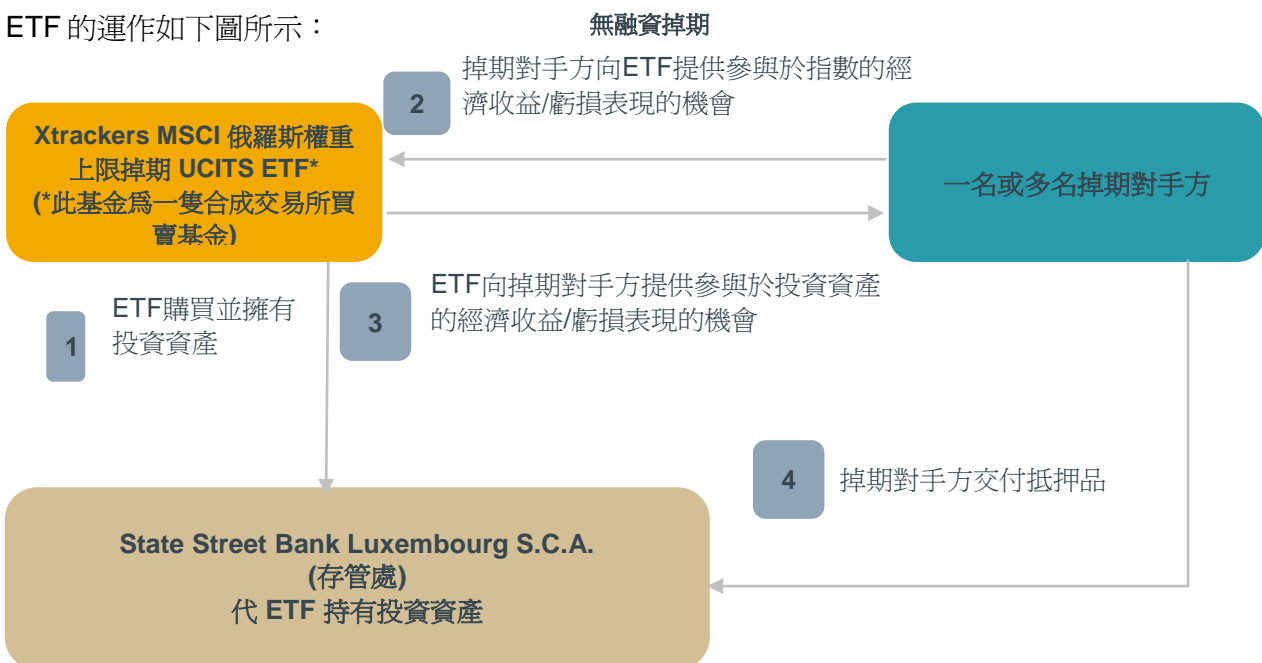 ETF 的運作如下圖所示：
無融資掉期
2
掉期對手方向ETF提供參與於指數的經
濟收益/虧損表現的機會
Xtrackers MSCI 俄羅斯權重
上限掉期 UCITS ETF*
(*此基金爲一隻合成交易所買
賣基金)
一名或多名掉期對手方
1
ETF購買並擁有
投資資產
3
ETF向掉期對手方提供參與於投資資產
的經濟收益/虧損表現的機會
4
掉期對手方交付抵押品
State Street Bank Luxembourg S.C.A.
(存管處)
代 ETF 持有投資資產